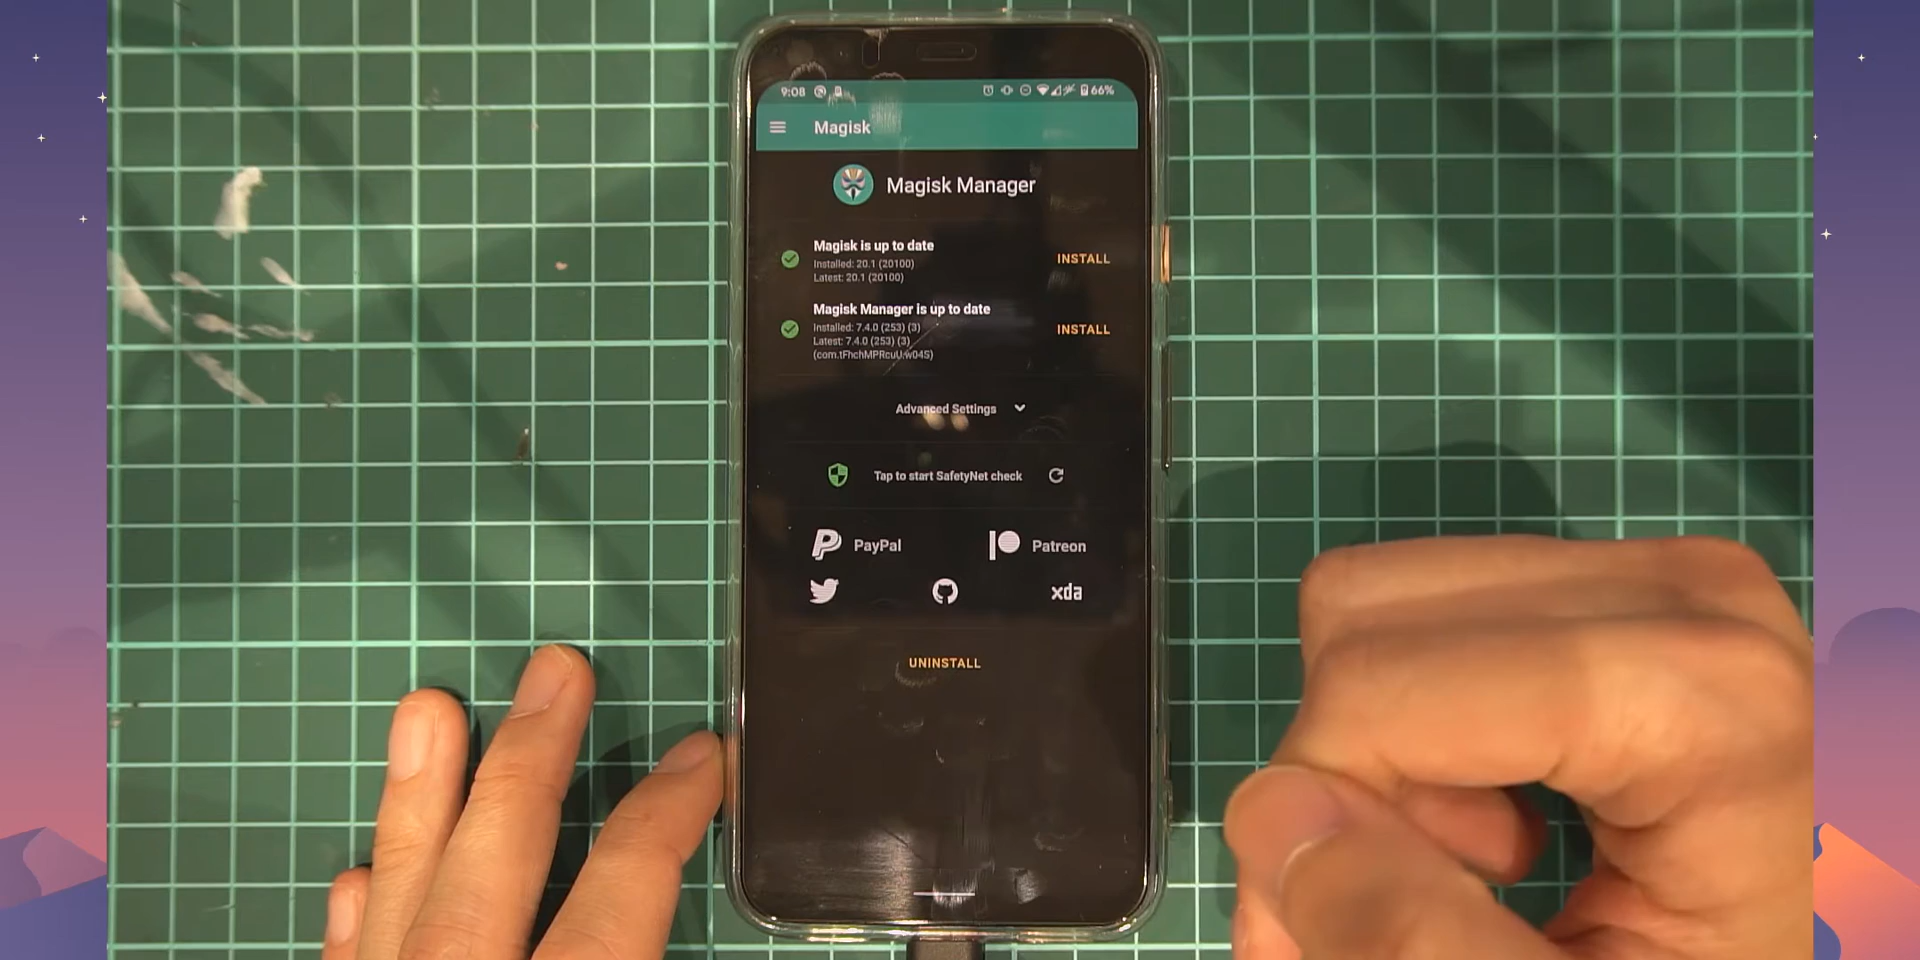 9:08
66%
Magisk
Magisk Manager
Magisk is up to date
Installed: 20.1 (20100)
Latest: 20.1 (20100)
INSTALL
Magisk Manager is up to date
Installed: 7.4.0 (253) (3)
Latest: 7.4.0 (253) (3)
INSTALL
Advanced Settings
Tap to start SafetyNet check
PayPal
Patreon
xda
UNINSTALL